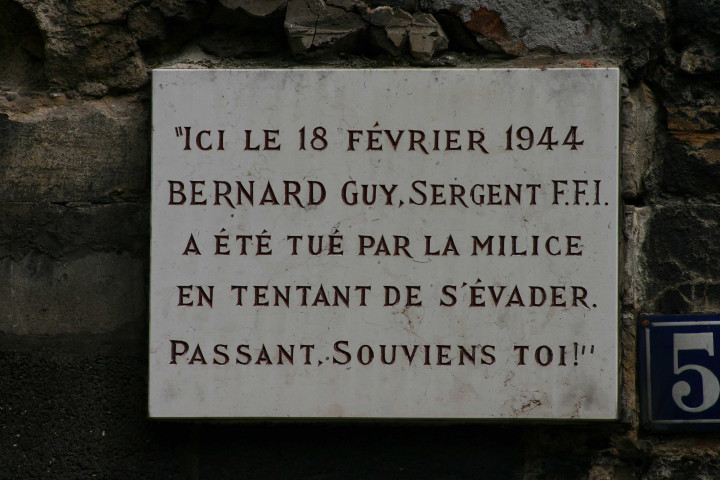 "ICI LE 18 FÉVRIER 1944
BERNARD GUY, SERGENT F.F.I.
A ÉTÉ TUÉ PAR LA MILICE
EN TENTANT DE S'ÉVADER.
PASSANT, SOUVIENS TOI!"
5